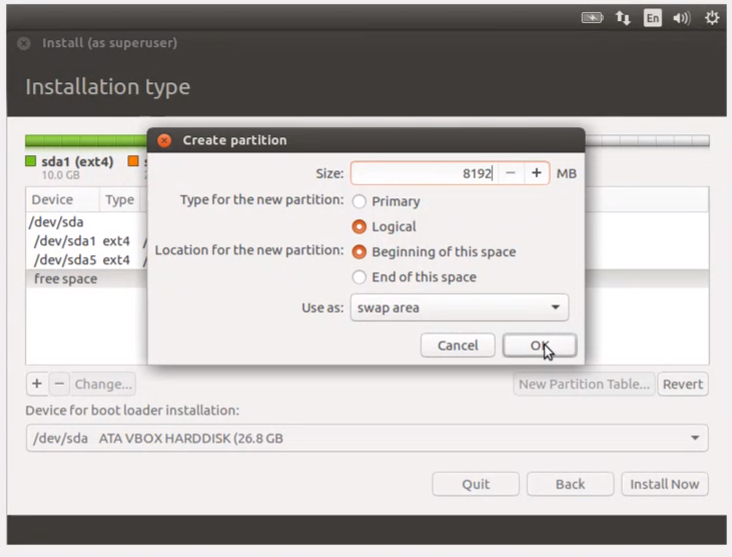 En
Install (as superuser)
Installation type
Create partition
sda1 (ext4)
10.0 GB
Size: 8192 − + MB
Type for the new partition: Primary
Logical
Location for the new partition: Beginning of this space
End of this space
Use as: swap area
Cancel OK
Device Type
/dev/sda
/dev/sda1 ext4 /
/dev/sda5 ext4 /
free space
+ − Change... New Partition Table... Revert
Device for boot loader installation:
/dev/sda ATA VBOX HARDDISK (26.8 GB
Quit Back Install Now